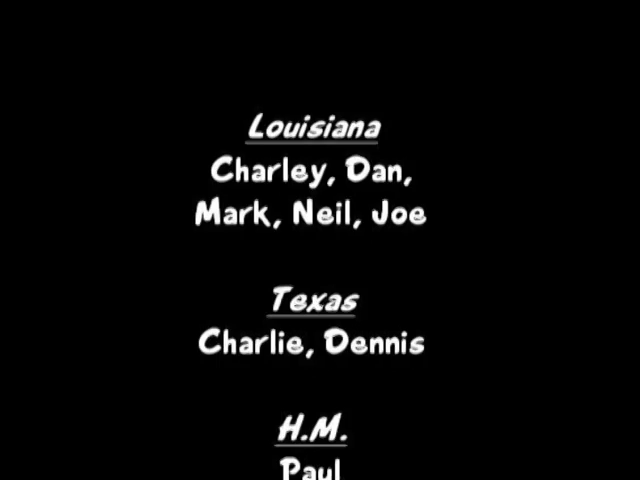 Louisiana
Charley, Dan,
Mark, Neil, Joe
Texas
Charlie, Dennis
H.M.
Paul